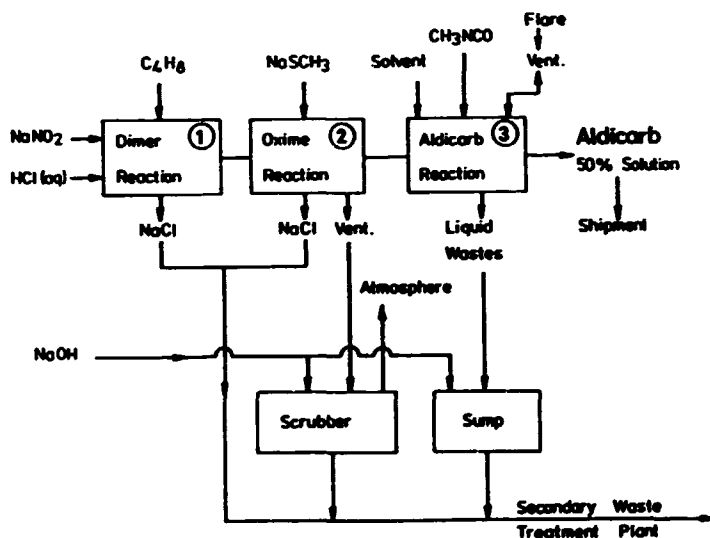 Flare
C4H8
NaSCH3
Solvent
CH3NCO
Vent.
NaNO2
HCl (aq)
Dimer
①
Reaction
Oxime
②
Reaction
Aldicarb
③
Reaction
Aldicarb
50% Solution
Shipment
NaCl
NaCl
Vent.
Liquid
Wastes
Atmosphere
NaOH
Scrubber
Sump
Secondary Waste
Treatment Plant